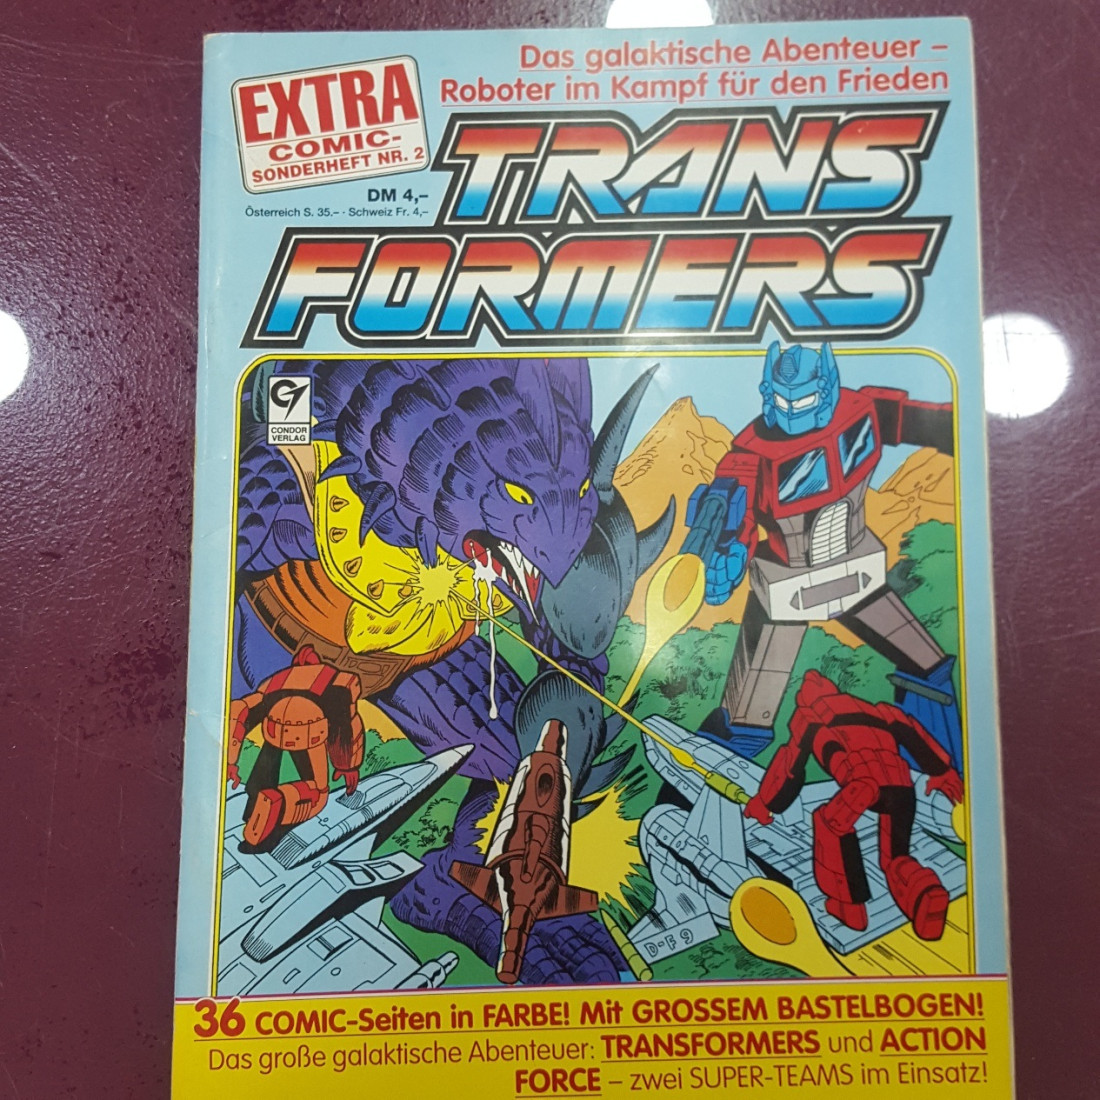 Das galaktische Abenteuer –
Roboter im Kampf für den Frieden
EXTRA
COMIC-
SONDERHEFT NR. 2
DM 4,–
Österreich S. 35.– · Schweiz Fr. 4,–
TRANS
FORMERS
CONDOR
VERLAG
D-F9
36 COMIC-Seiten in FARBE! Mit GROSSEM BASTELBOGEN!
Das große galaktische Abenteuer: TRANSFORMERS und ACTION
FORCE – zwei SUPER-TEAMS im Einsatz!